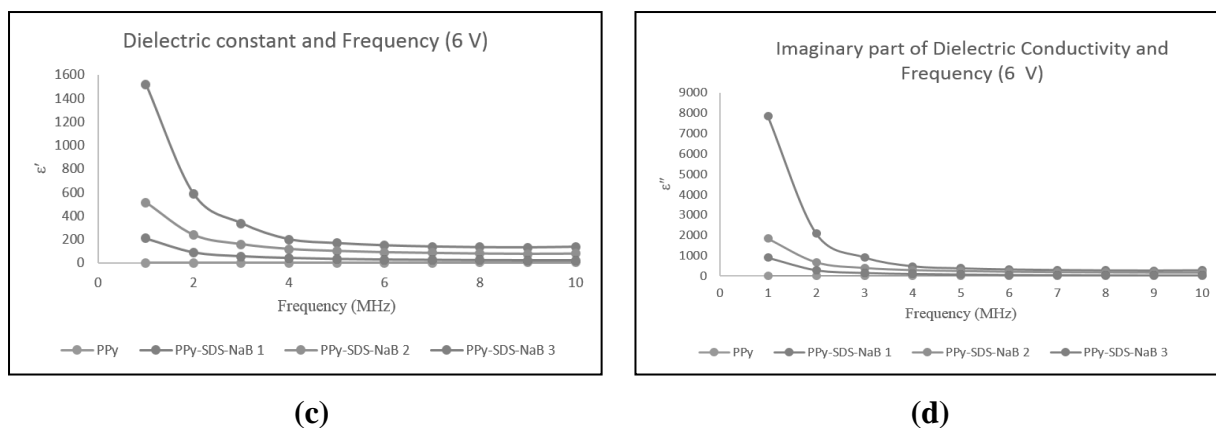 Dielectric constant and Frequency (6 V)
1600
1400
1200
1000
800
600
400
200
0
ε′
0 2 4 6 8 10
Frequency (MHz)
PPy PPy-SDS-NaB 1 PPy-SDS-NaB 2 PPy-SDS-NaB 3
(c)
Imaginary part of Dielectric Conductivity and
Frequency (6 V)
9000
8000
7000
6000
5000
4000
3000
2000
1000
0
ε″
0 1 2 3 4 5 6 7 8 9 10
Frequency (MHz)
PPy PPy-SDS-NaB 1 PPy-SDS-NaB 2 PPy-SDS-NaB 3
(d)